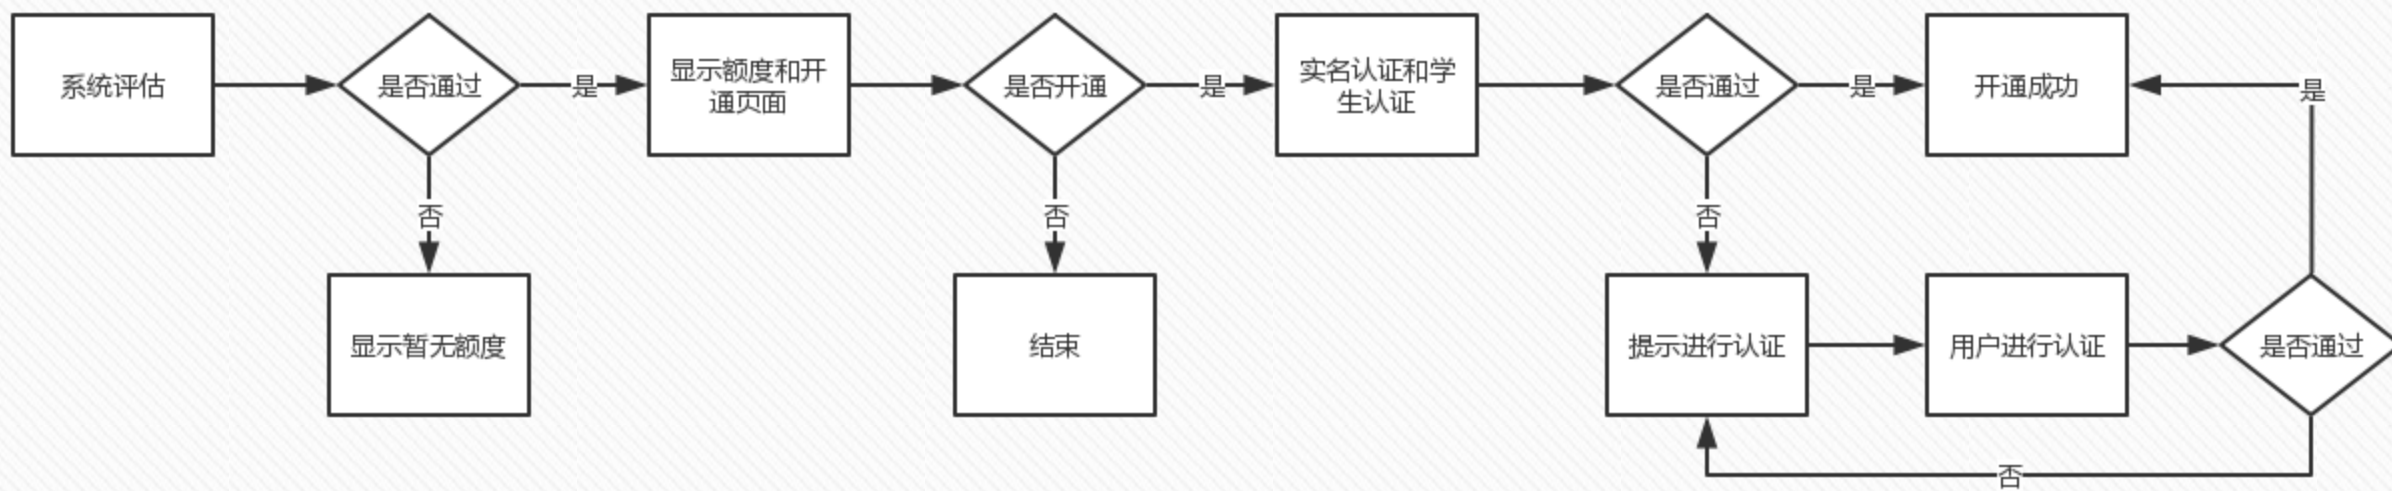 系统评估
是否通过
是
显示额度和开
通页面
是否开通
是
实名认证和学
生认证
是否通过
是
开通成功
是
否
否
否
显示暂无额度
结束
提示进行认证
用户进行认证
是否通过
否